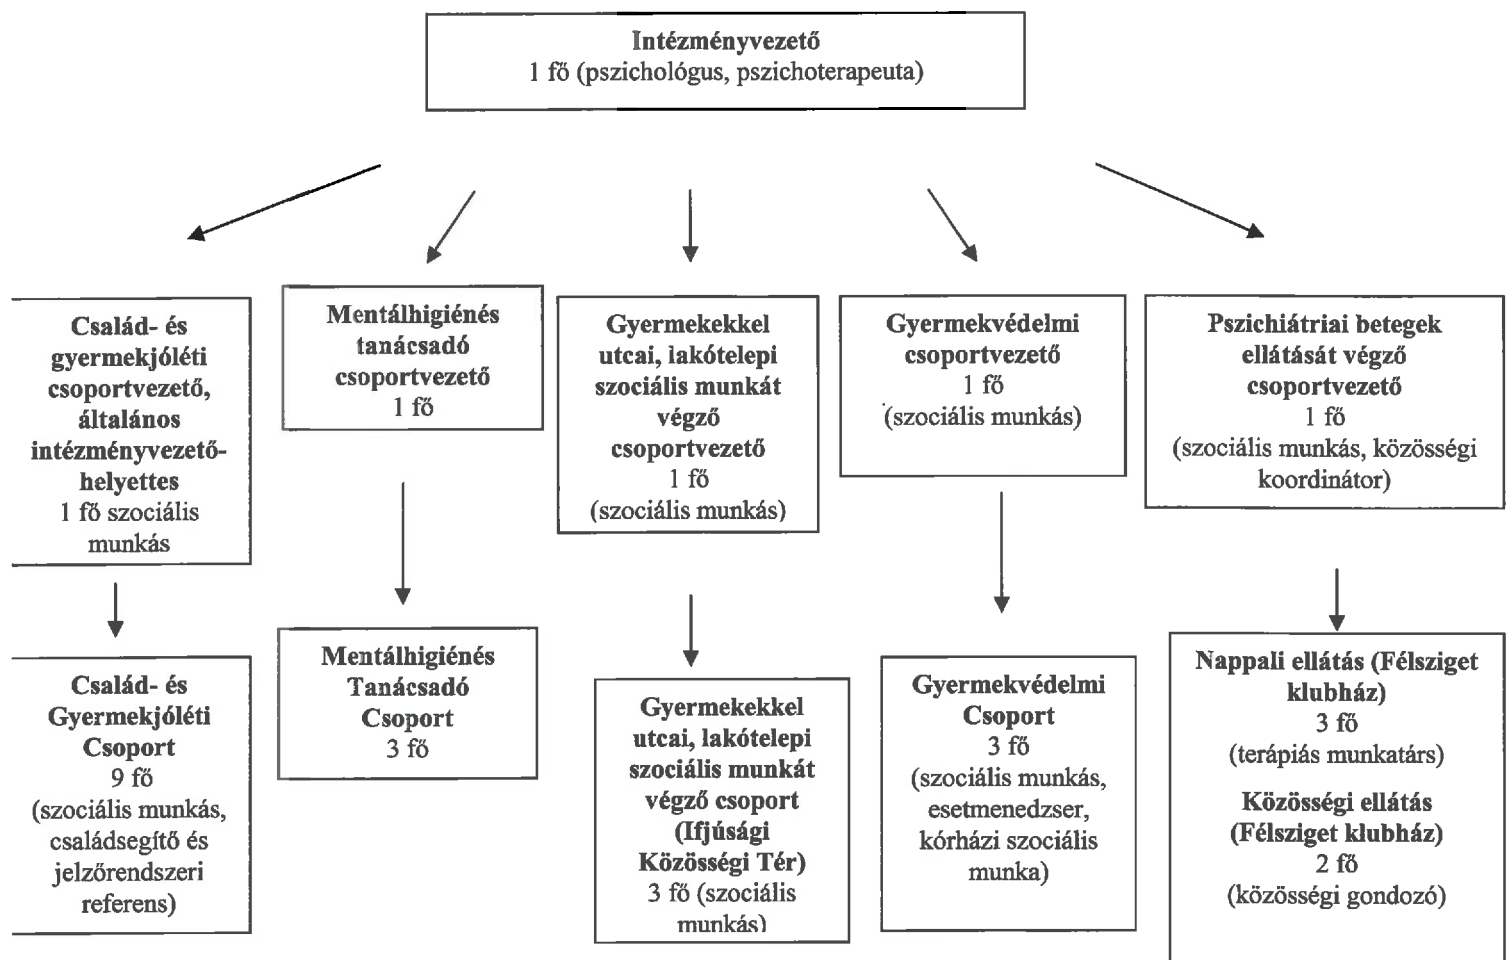 Intézményvezető
1 fő (pszichológus, pszichoterapeuta)
Család- és
gyermekjóléti
csoportvezető,
általános
intézményvezető-
helyettes
1 fő szociális
munkás
Mentálhigiénés
tanácsadó
csoportvezető
1 fő
Gyermekekkel
utcai, lakótelepi
szociális munkát
végző
csoportvezető
1 fő
(szociális munkás)
Gyermekvédelmi
csoportvezető
1 fő
(szociális munkás)
Pszichiátriai betegek
ellátását végző
csoportvezető
1 fő
(szociális munkás, közösségi
koordinátor)
Család- és
Gyermekjóléti
Csoport
9 fő
(szociális munkás,
családsegítő és
jelzőrendszeri
referens)
Mentálhigiénés
Tanácsadó
Csoport
3 fő
Gyermekekkel
utcai, lakótelepi
szociális munkát
végző csoport
(Ifjúsági
Közösségi Tér)
3 fő (szociális
munkás)
Gyermekvédelmi
Csoport
3 fő
(szociális munkás,
esetmenedzser,
kórházi szociális
munka)
Nappali ellátás (Félsziget
klubház)
3 fő
(terápiás munkatárs)
Közösségi ellátás
(Félsziget klubház)
2 fő
(közösségi gondozó)